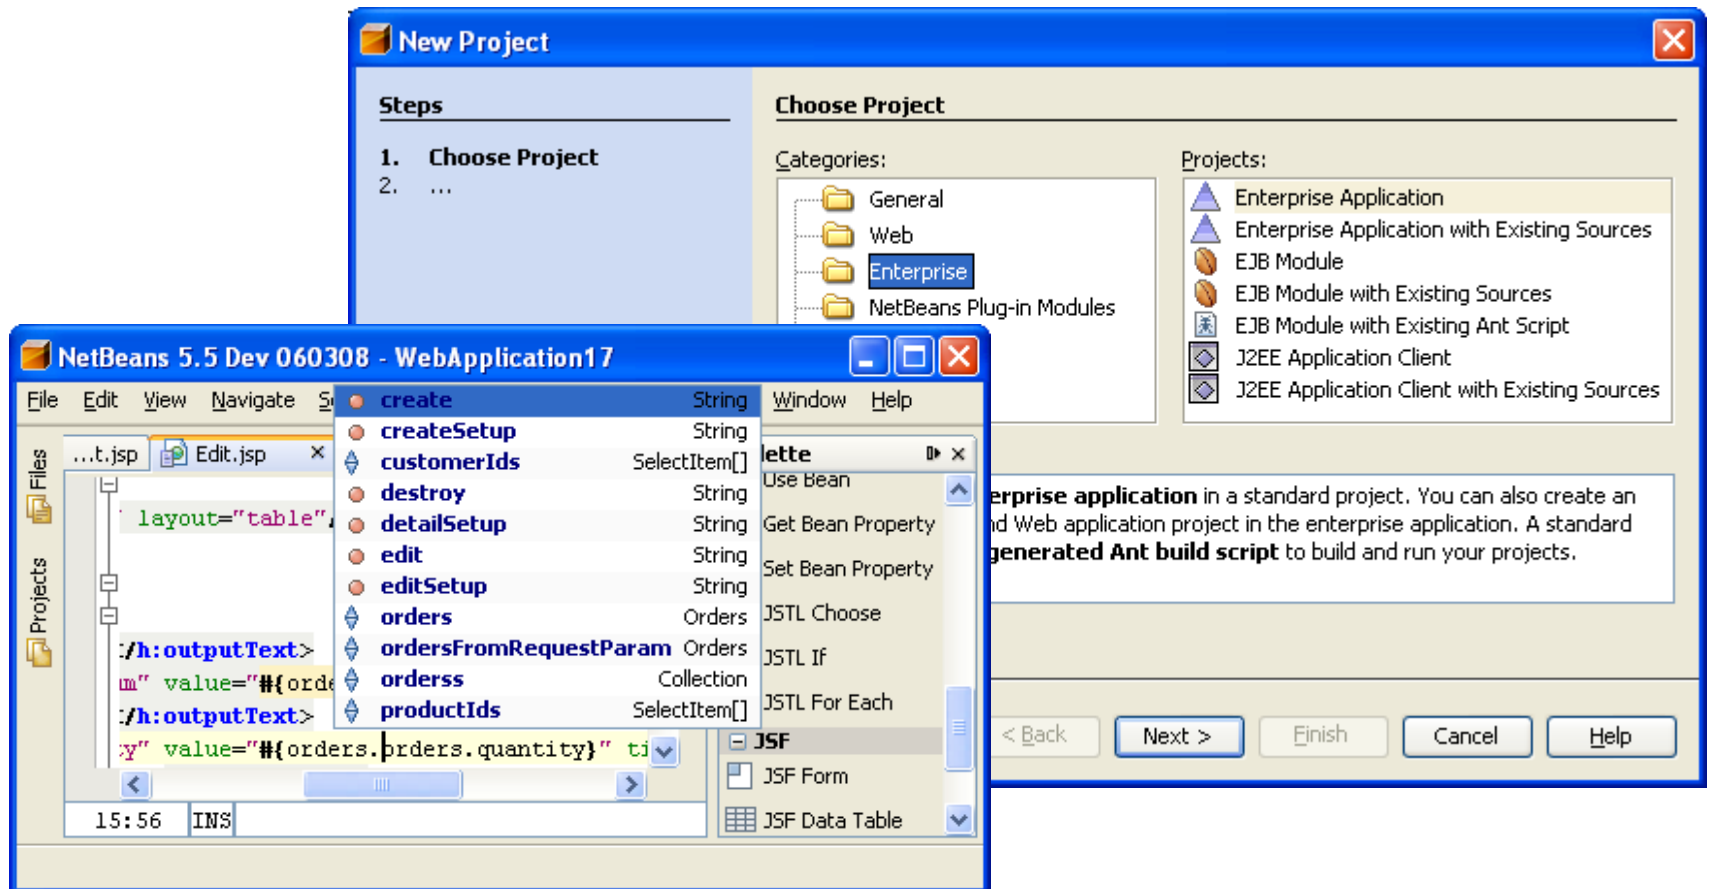 New Project
Steps
1. Choose Project
2. ...
Choose Project
Categories:
General
Web
Enterprise
NetBeans Plug-in Modules
Projects:
Enterprise Application
Enterprise Application with Existing Sources
EJB Module
EJB Module with Existing Sources
EJB Module with Existing Ant Script
J2EE Application Client
J2EE Application Client with Existing Sources
erprise application in a standard project. You can also create an
nd Web application project in the enterprise application. A standard
generated Ant build script to build and run your projects.
< Back
Next >
Finish
Cancel
Help
NetBeans 5.5 Dev 060308 - WebApplication17
File Edit View Navigate S Window Help
Files
Projects
...t.jsp
Edit.jsp
layout="table"
/h:outputText>
m" value="#{orde
/h:outputText>
y" value="#{orders.orders.quantity}" ti
15:56 INS
create String
createSetup String
customerIds SelectItem[]
destroy String
detailSetup String
edit String
editSetup String
orders Orders
ordersFromRequestParam Orders
orderss Collection
productIds SelectItem[]
lette
Use Bean
Get Bean Property
Set Bean Property
JSTL Choose
JSTL If
JSTL For Each
JSF
JSF Form
JSF Data Table